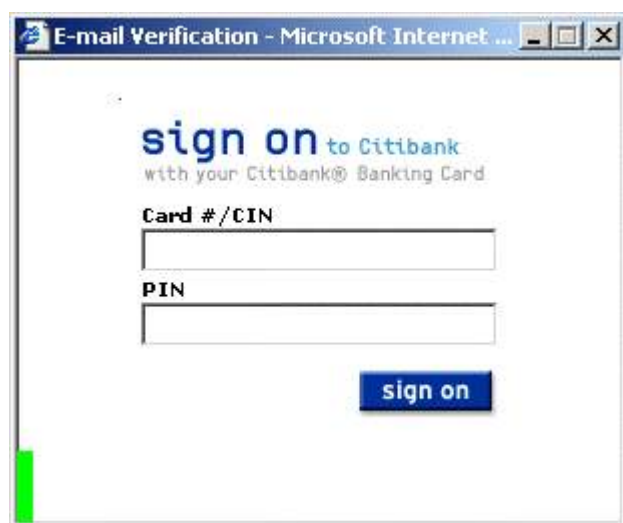 E-mail Verification - Microsoft Internet ...
sign on to Citibank
with your Citibank® Banking Card
Card #/CIN
PIN
sign on